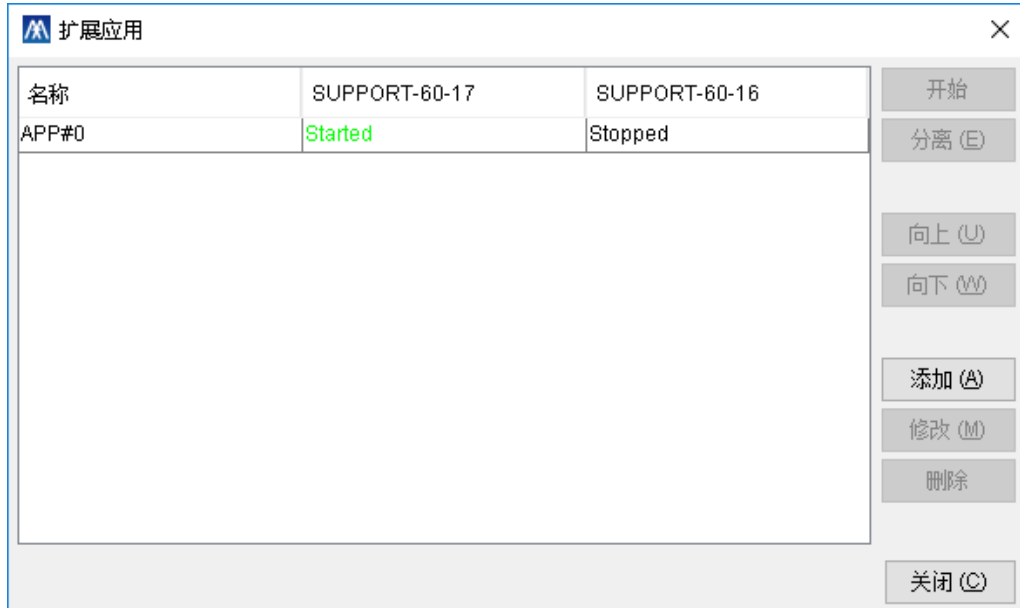 扩展应用
名称 SUPPORT-60-17 SUPPORT-60-16
APP#0 Started Stopped
开始
分离 (E)
向上 (U)
向下 (W)
添加 (A)
修改 (M)
删除
关闭 (C)